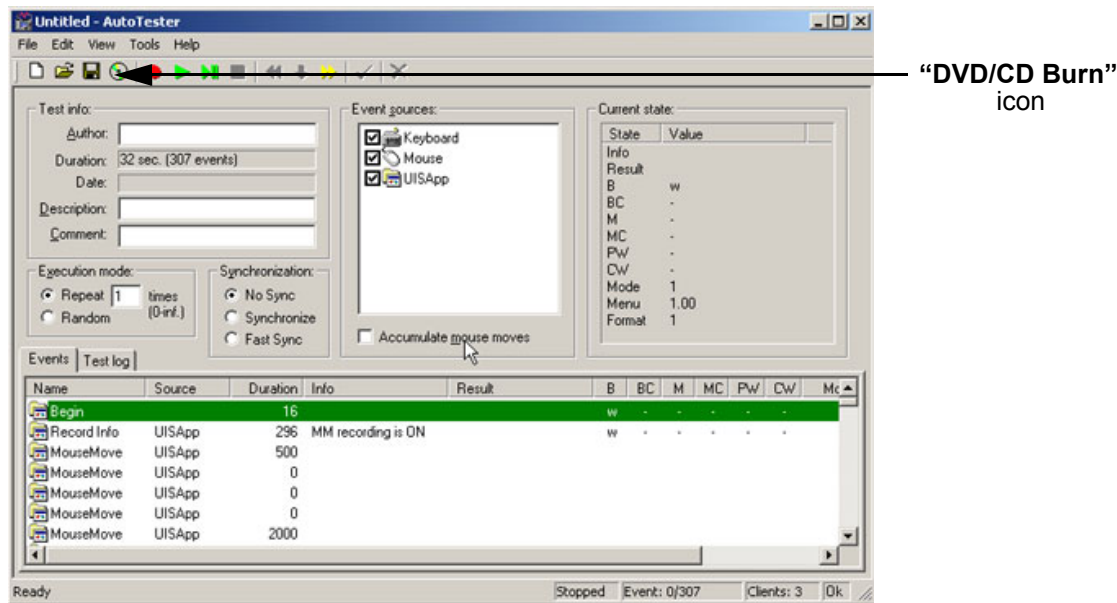 Untitled - AutoTester
File Edit View Tools Help
“DVD/CD Burn”
icon
Test info:
Author:
Duration: 32 sec. (307 events)
Date:
Description:
Comment:
Execution mode:
Repeat 1 times
(0-inf.)
Random
Synchronization:
No Sync
Synchronize
Fast Sync
Event sources:
Keyboard
Mouse
UISApp
Accumulate mouse moves
Current state:
State Value
Info
Result
B w
BC -
M -
MC -
PW -
CW -
Mode 1
Menu 1.00
Format 1
Events Test log
Name Source Duration Info Result B BC M MC PW CW
Begin 16 w - - - - -
Record Info UISApp 296 MM recording is ON w - - - - -
MouseMove UISApp 500
MouseMove UISApp 0
MouseMove UISApp 0
MouseMove UISApp 0
MouseMove UISApp 2000
Ready Stopped Event: 0/307 Clients: 3 Ok